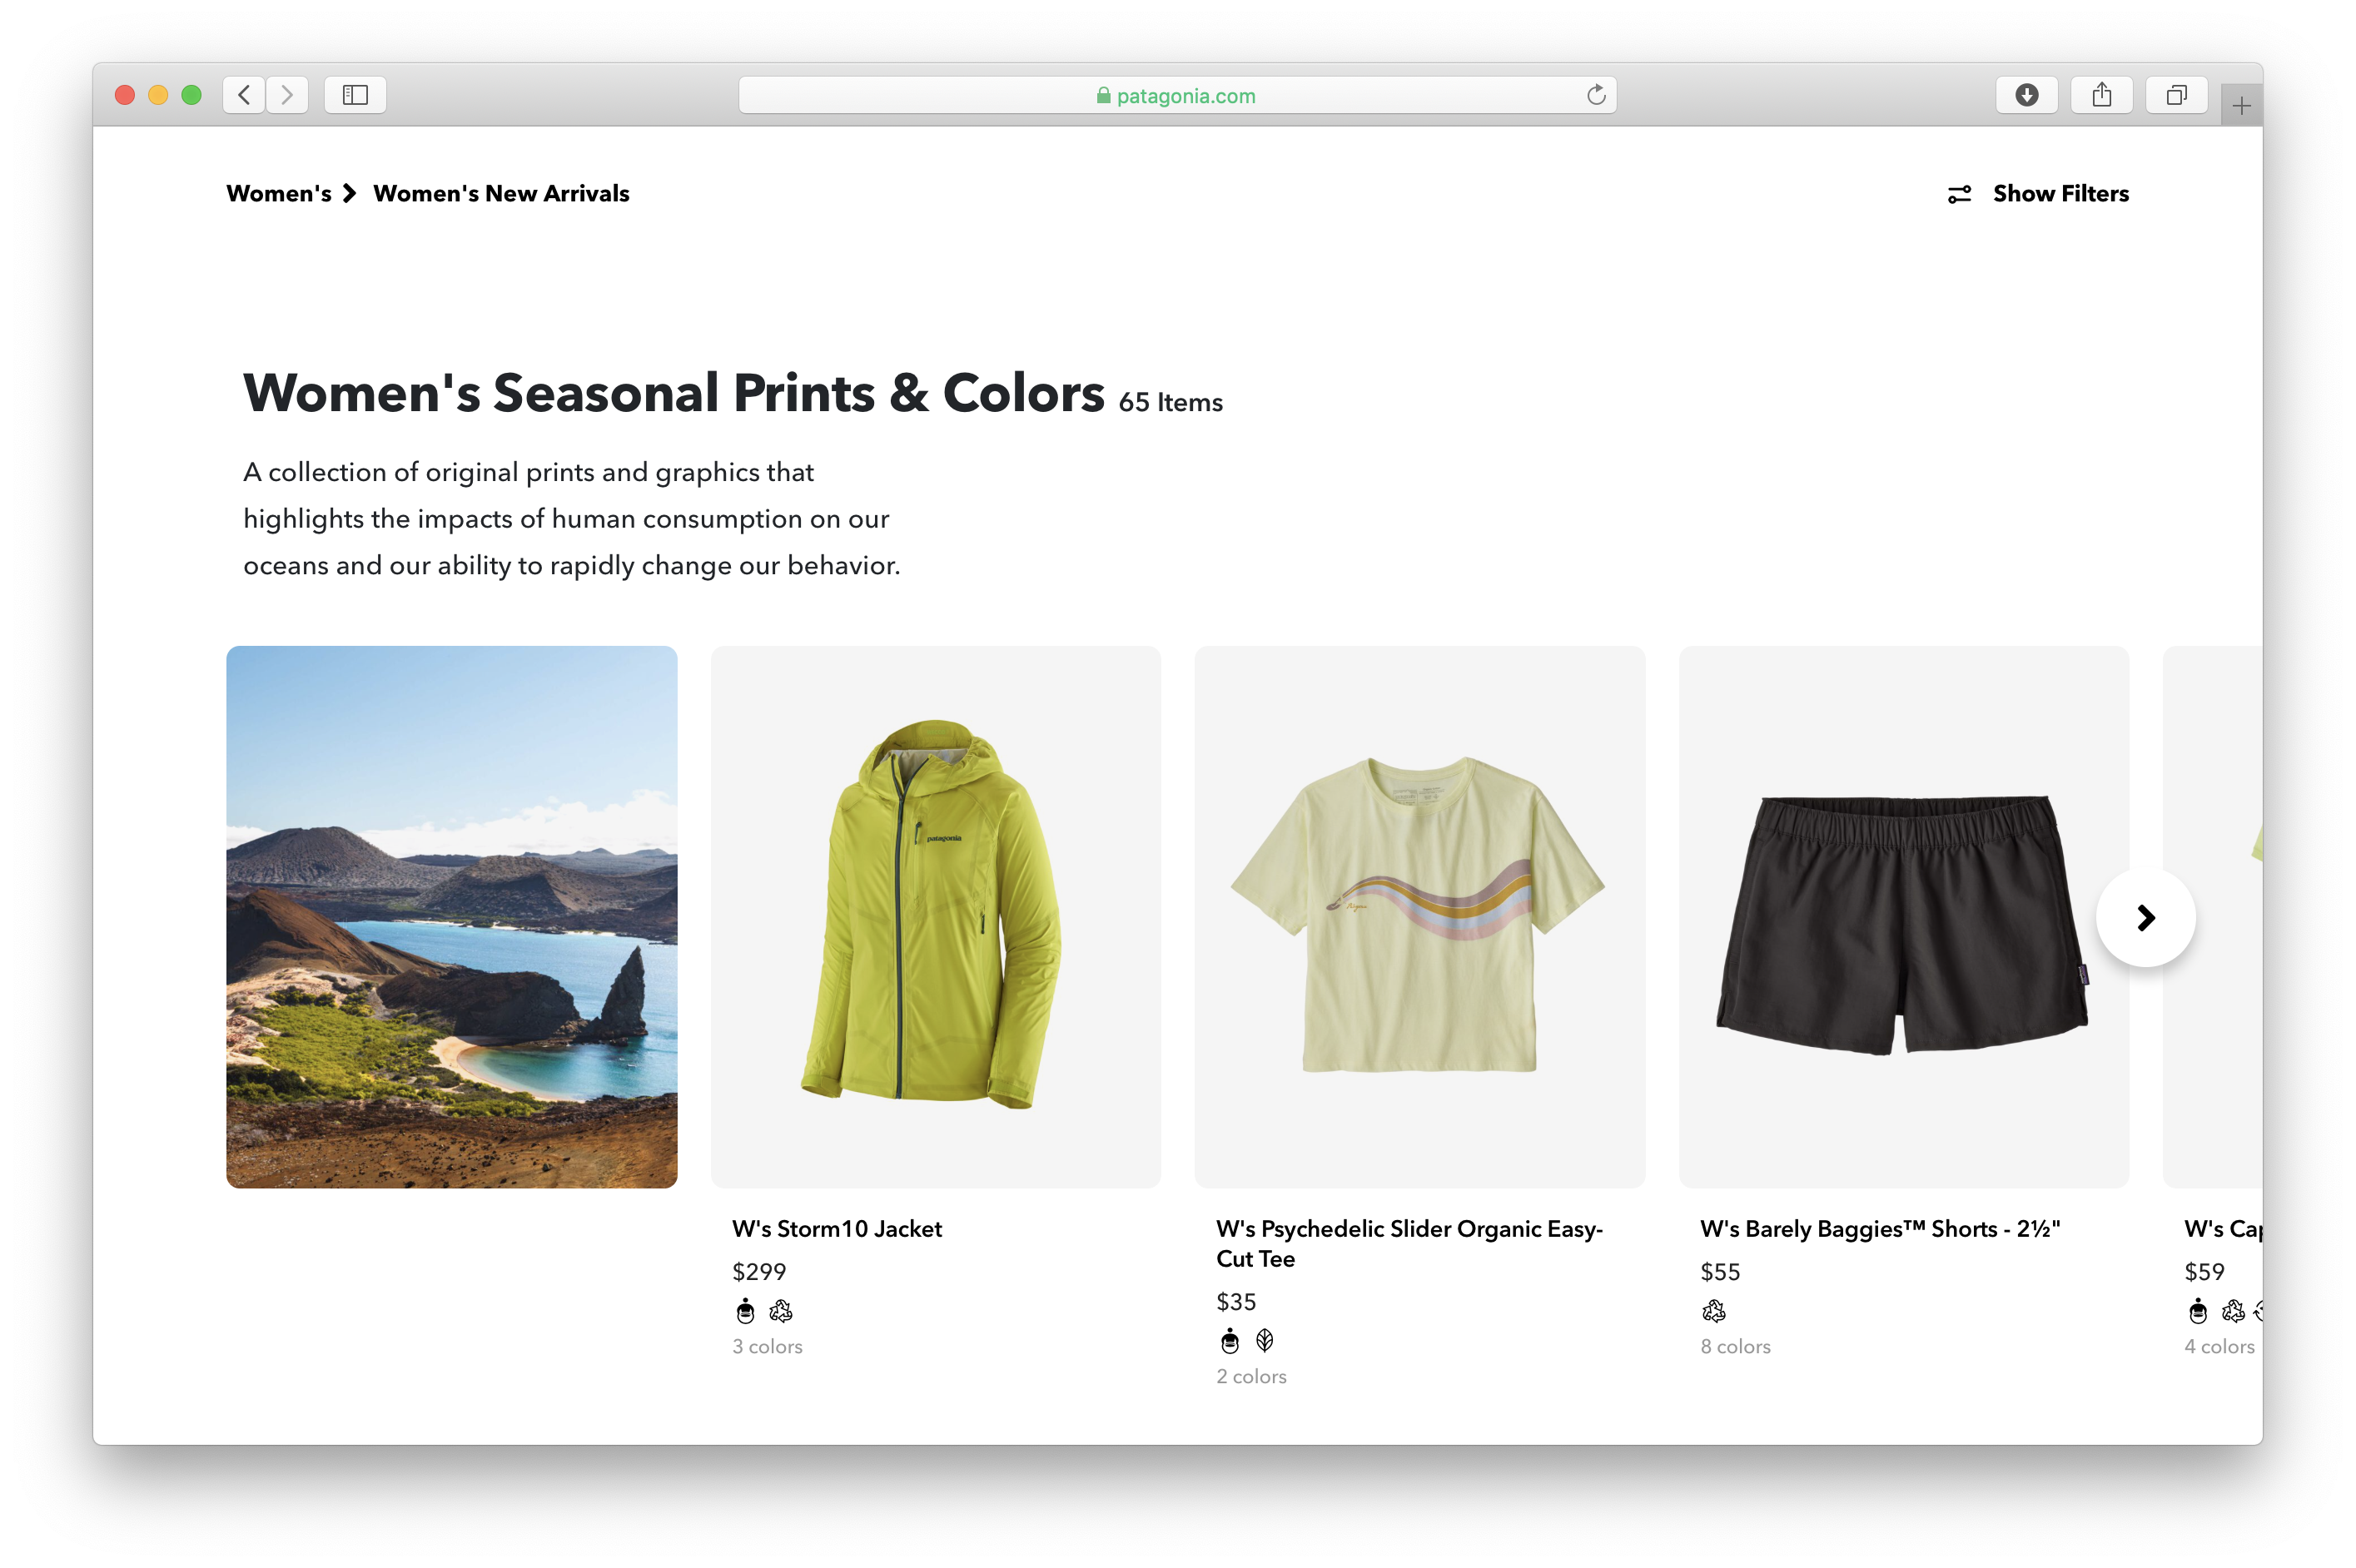 patagonia.com
Women's
Women's New Arrivals
Show Filters
Women's Seasonal Prints & Colors 65 Items
A collection of original prints and graphics that
highlights the impacts of human consumption on our
oceans and our ability to rapidly change our behavior.
patagonia
W's Storm10 Jacket
$299
3 colors
W's Psychedelic Slider Organic Easy-
Cut Tee
$35
2 colors
W's Barely Baggies™ Shorts - 2½"
$55
8 colors
W's
$59
4 colors